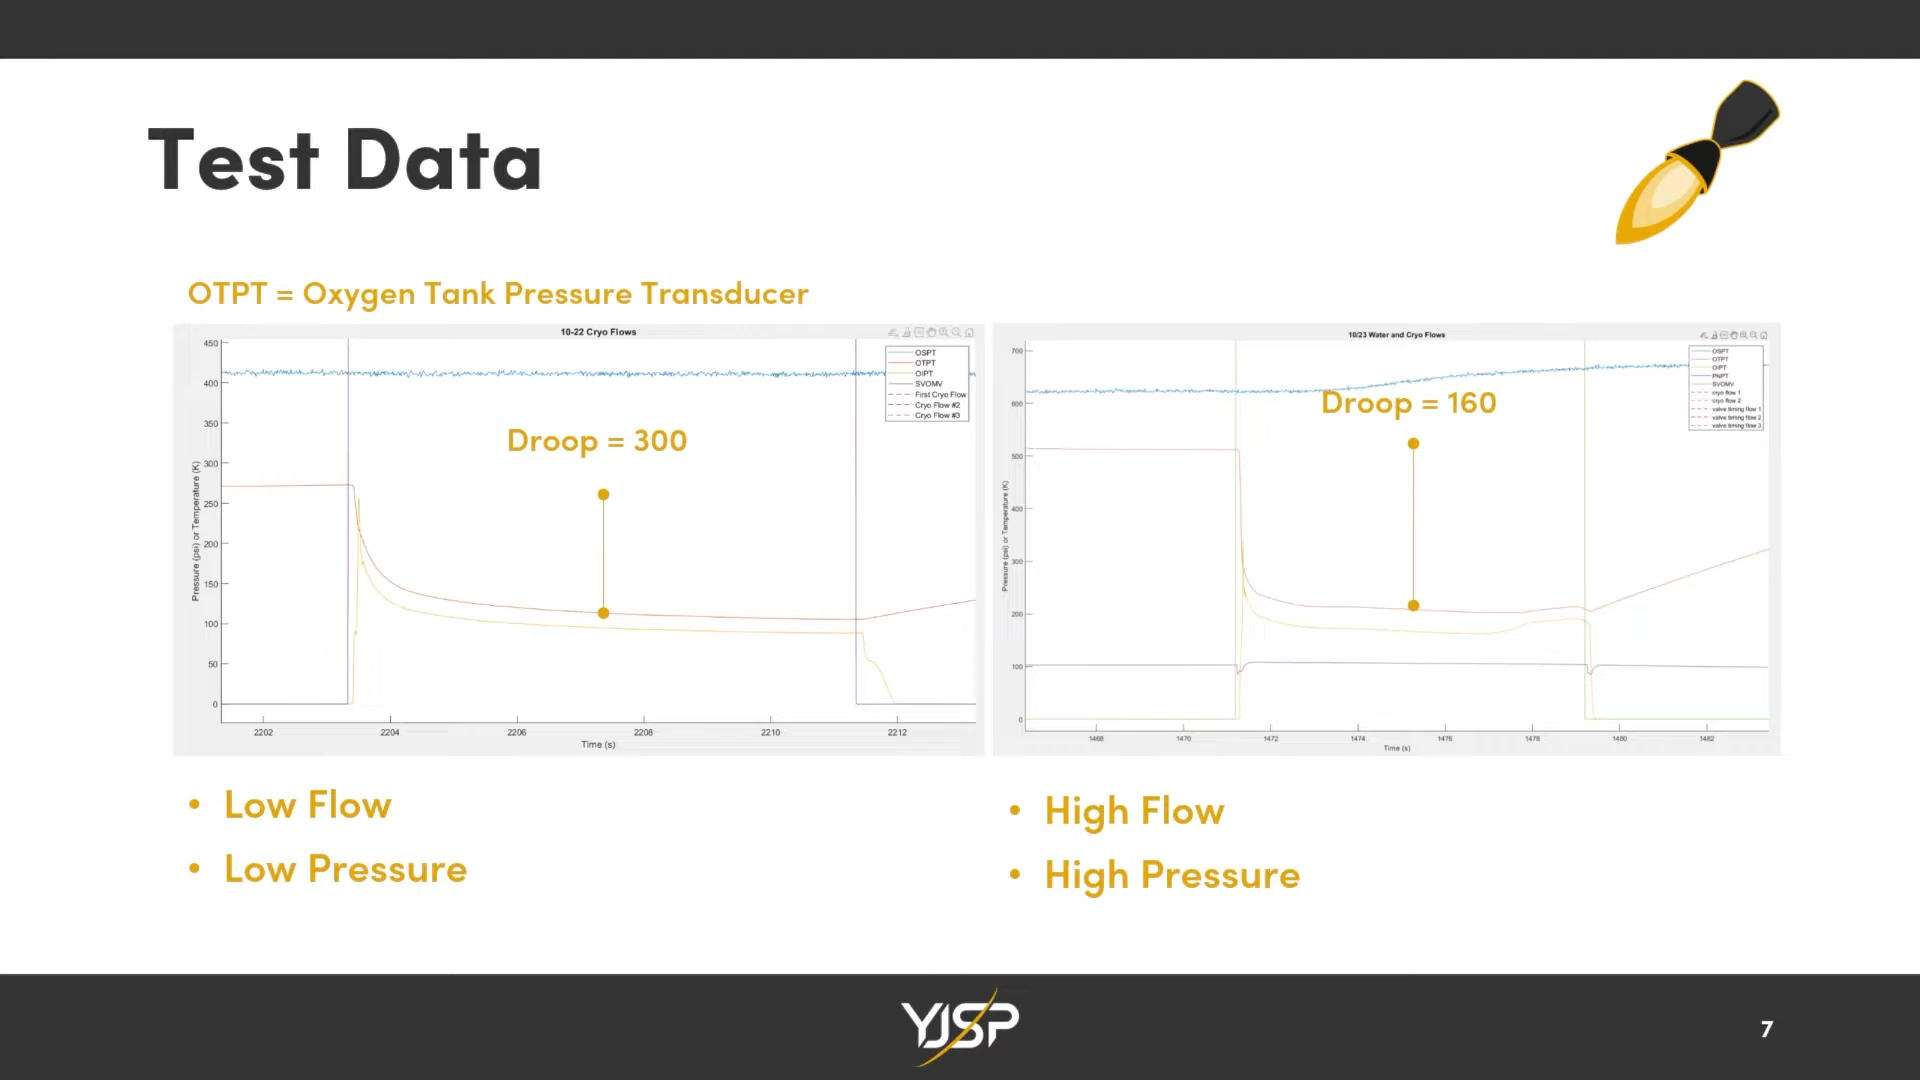 Test Data
OTPT = Oxygen Tank Pressure Transducer
10-22 Cryo Flows
450
400
350
300
250
200
150
100
50
0
Pressure (psi) or Temperature (K)
2202
2204
2206
2208
2210
2212
Time (s)
OSPT
OTPT
OIPT
SVOMV
First Cryo Flow
Cryo Flow #2
Cryo Flow #3
Droop = 300
10/23 Water and Cryo Flows
700
600
500
400
300
200
100
0
Pressure (psi) or Temperature (K)
1468
1470
1472
1474
1476
1478
1480
1482
Time (s)
OSPT
OTPT
OIPT
PNPT
SVOMV
cryo flow 1
cryo flow 2
valve timing flow 1
valve timing flow 2
valve timing flow 3
Droop = 160
• Low Flow
• Low Pressure
• High Flow
• High Pressure
YJSP
7